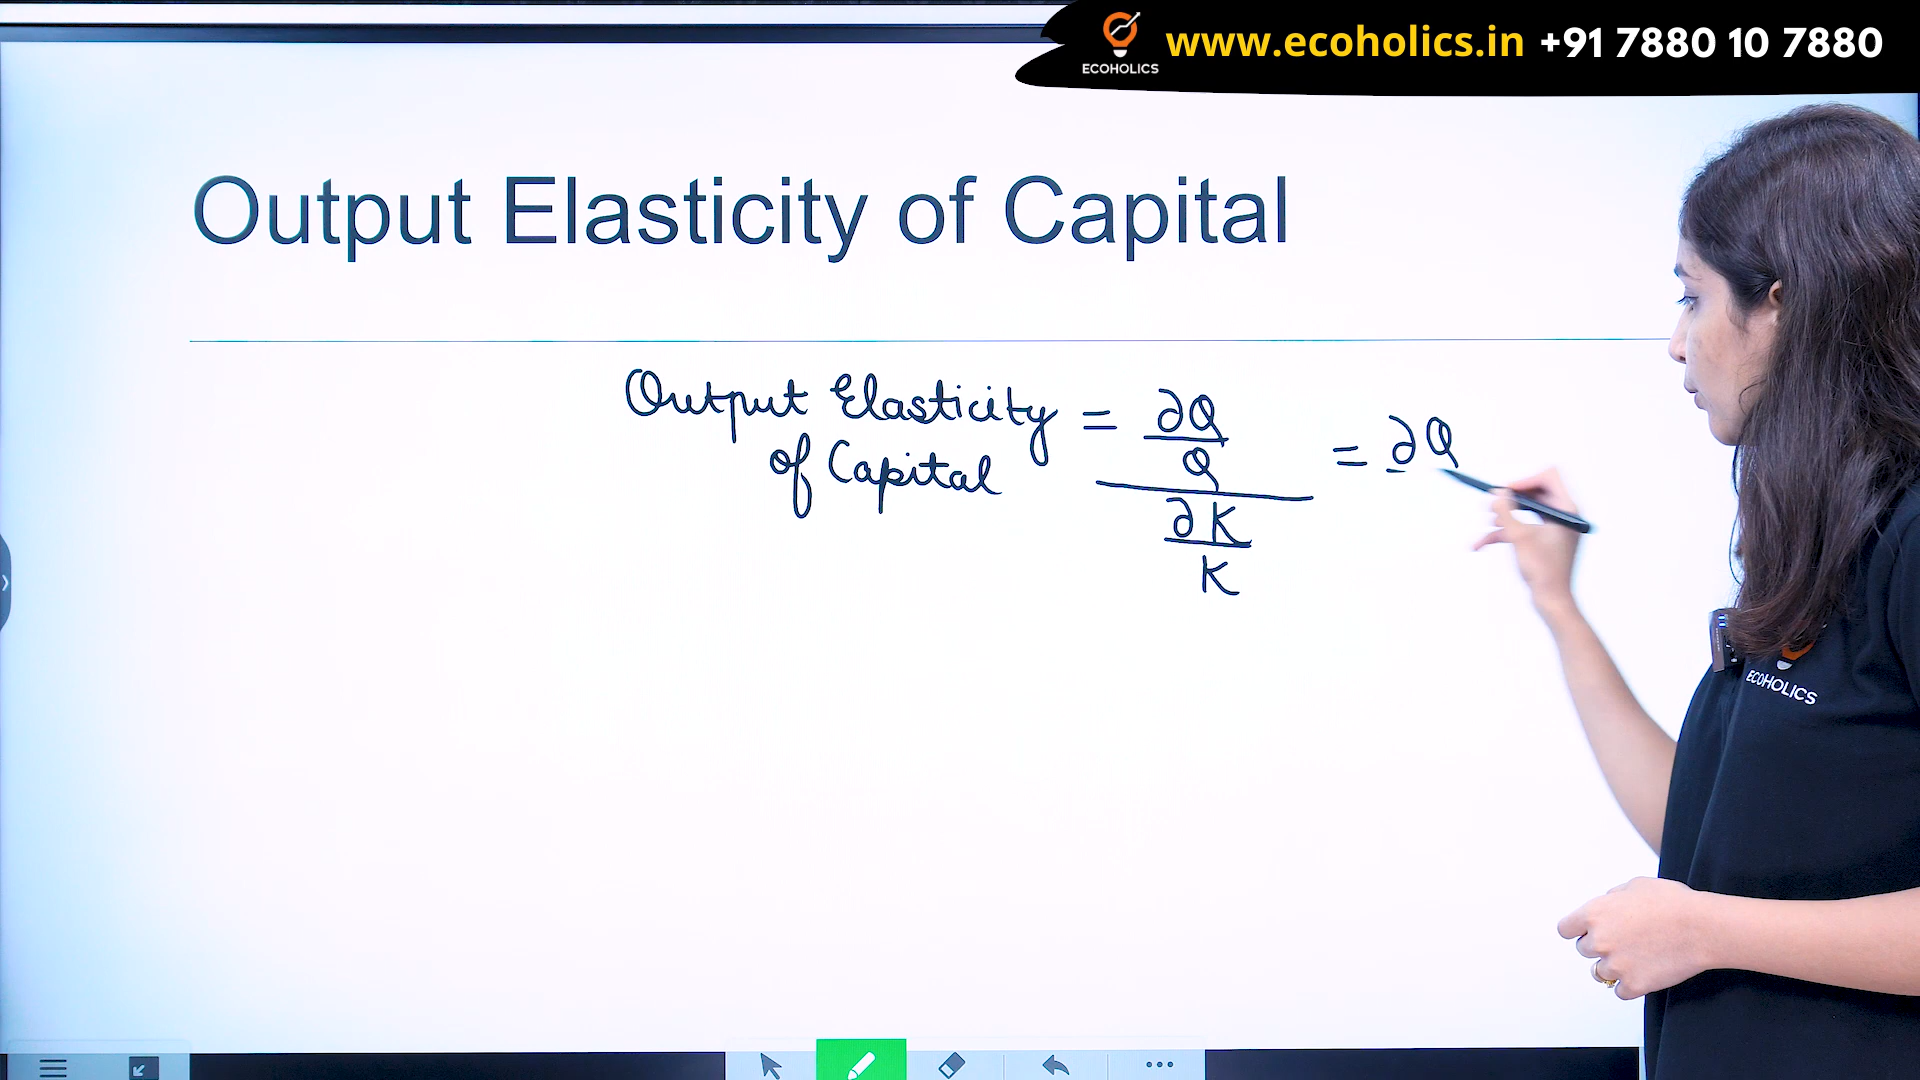 www.ecoholics.in +91 7880 10 7880
ECOHOLICS
Output Elasticity of Capital
Output Elasticity = ∂Q = ∂Q
of Capital Q
∂K
K
ECOHOLICS